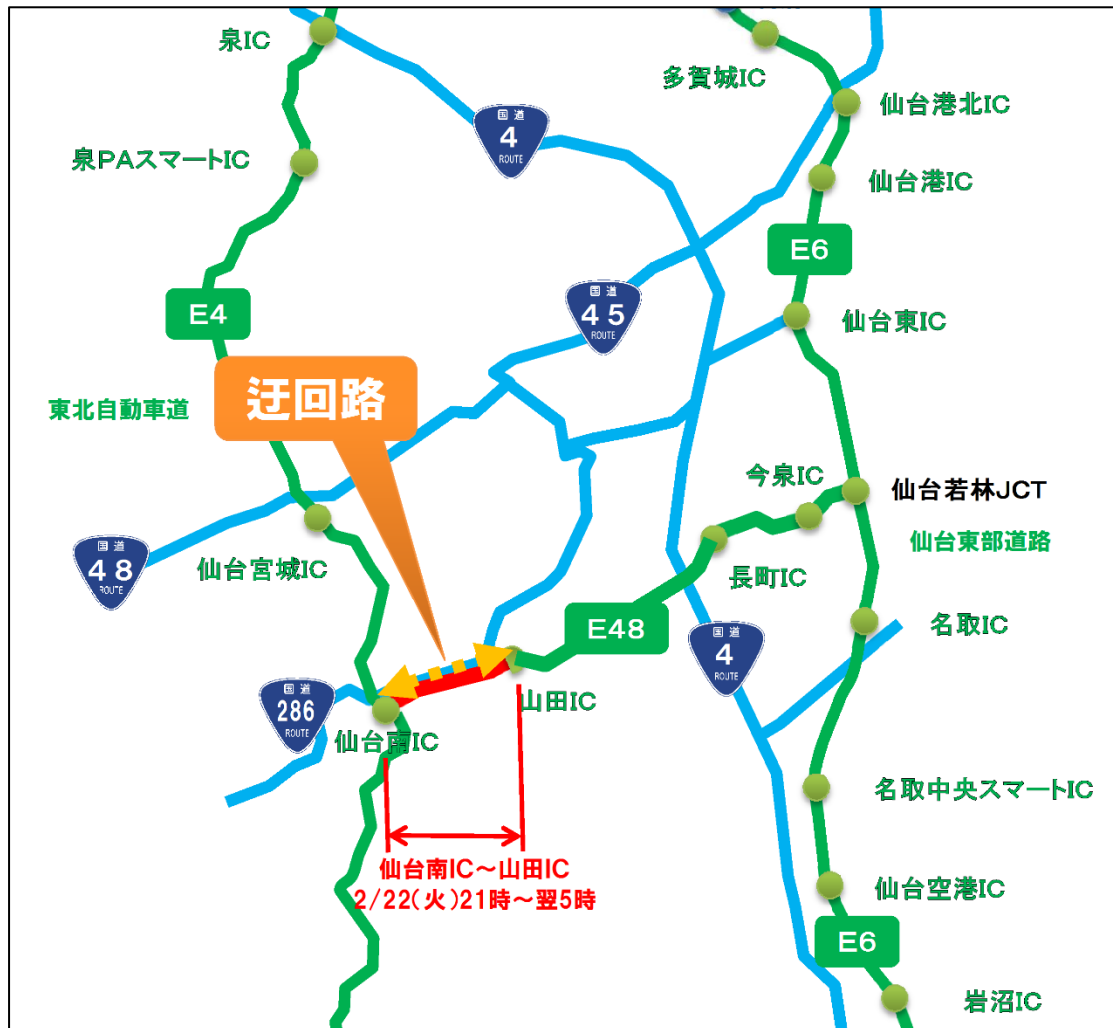 泉IC
多賀城IC
仙台港北IC
国道
4
ROUTE
泉PAスマートIC
仙台港IC
E6
E4
国道
45
ROUTE
仙台東IC
迂回路
東北自動車道
今泉IC
仙台若林JCT
国道
48
ROUTE
仙台宮城IC
仙台東部道路
長町IC
E48
名取IC
国道
4
ROUTE
国道
286
ROUTE
山田IC
仙台南IC
名取中央スマートIC
仙台南IC～山田IC
2/22(火)21時～翌5時
仙台空港IC
E6
岩沼IC